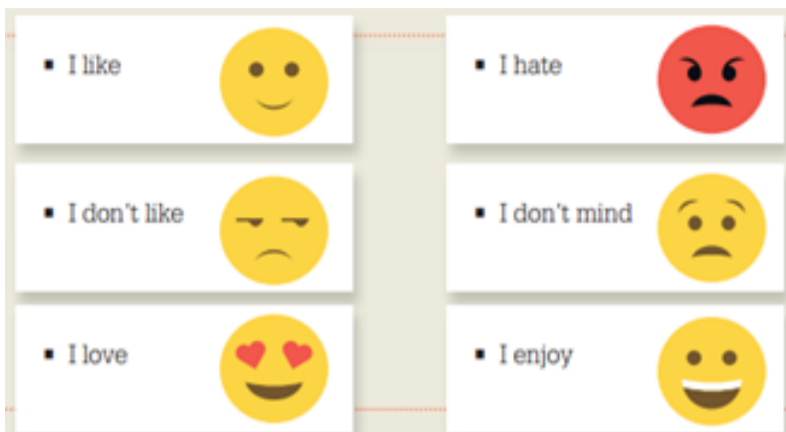 ▪ I like
▪ I hate
▪ I don't like
▪ I don't mind
▪ I love
▪ I enjoy